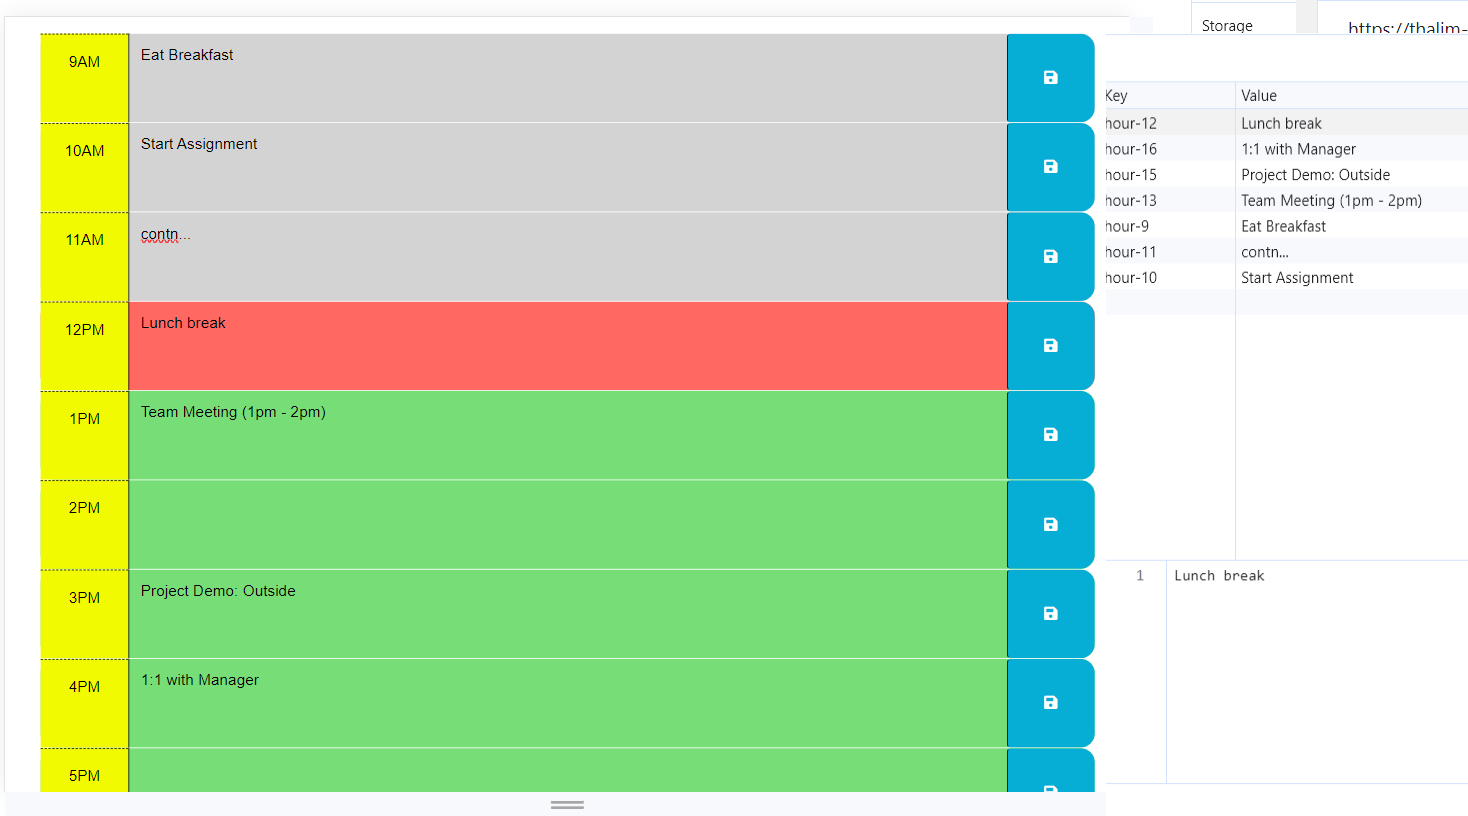 9AM Eat Breakfast
10AM Start Assignment
11AM contn...
12PM Lunch break
1PM Team Meeting (1pm - 2pm)
2PM
3PM Project Demo: Outside
4PM 1:1 with Manager
5PM
Storage
https://thalim-
Key Value
hour-12 Lunch break
hour-16 1:1 with Manager
hour-15 Project Demo: Outside
hour-13 Team Meeting (1pm - 2pm)
hour-9 Eat Breakfast
hour-11 contn...
hour-10 Start Assignment
1 Lunch break